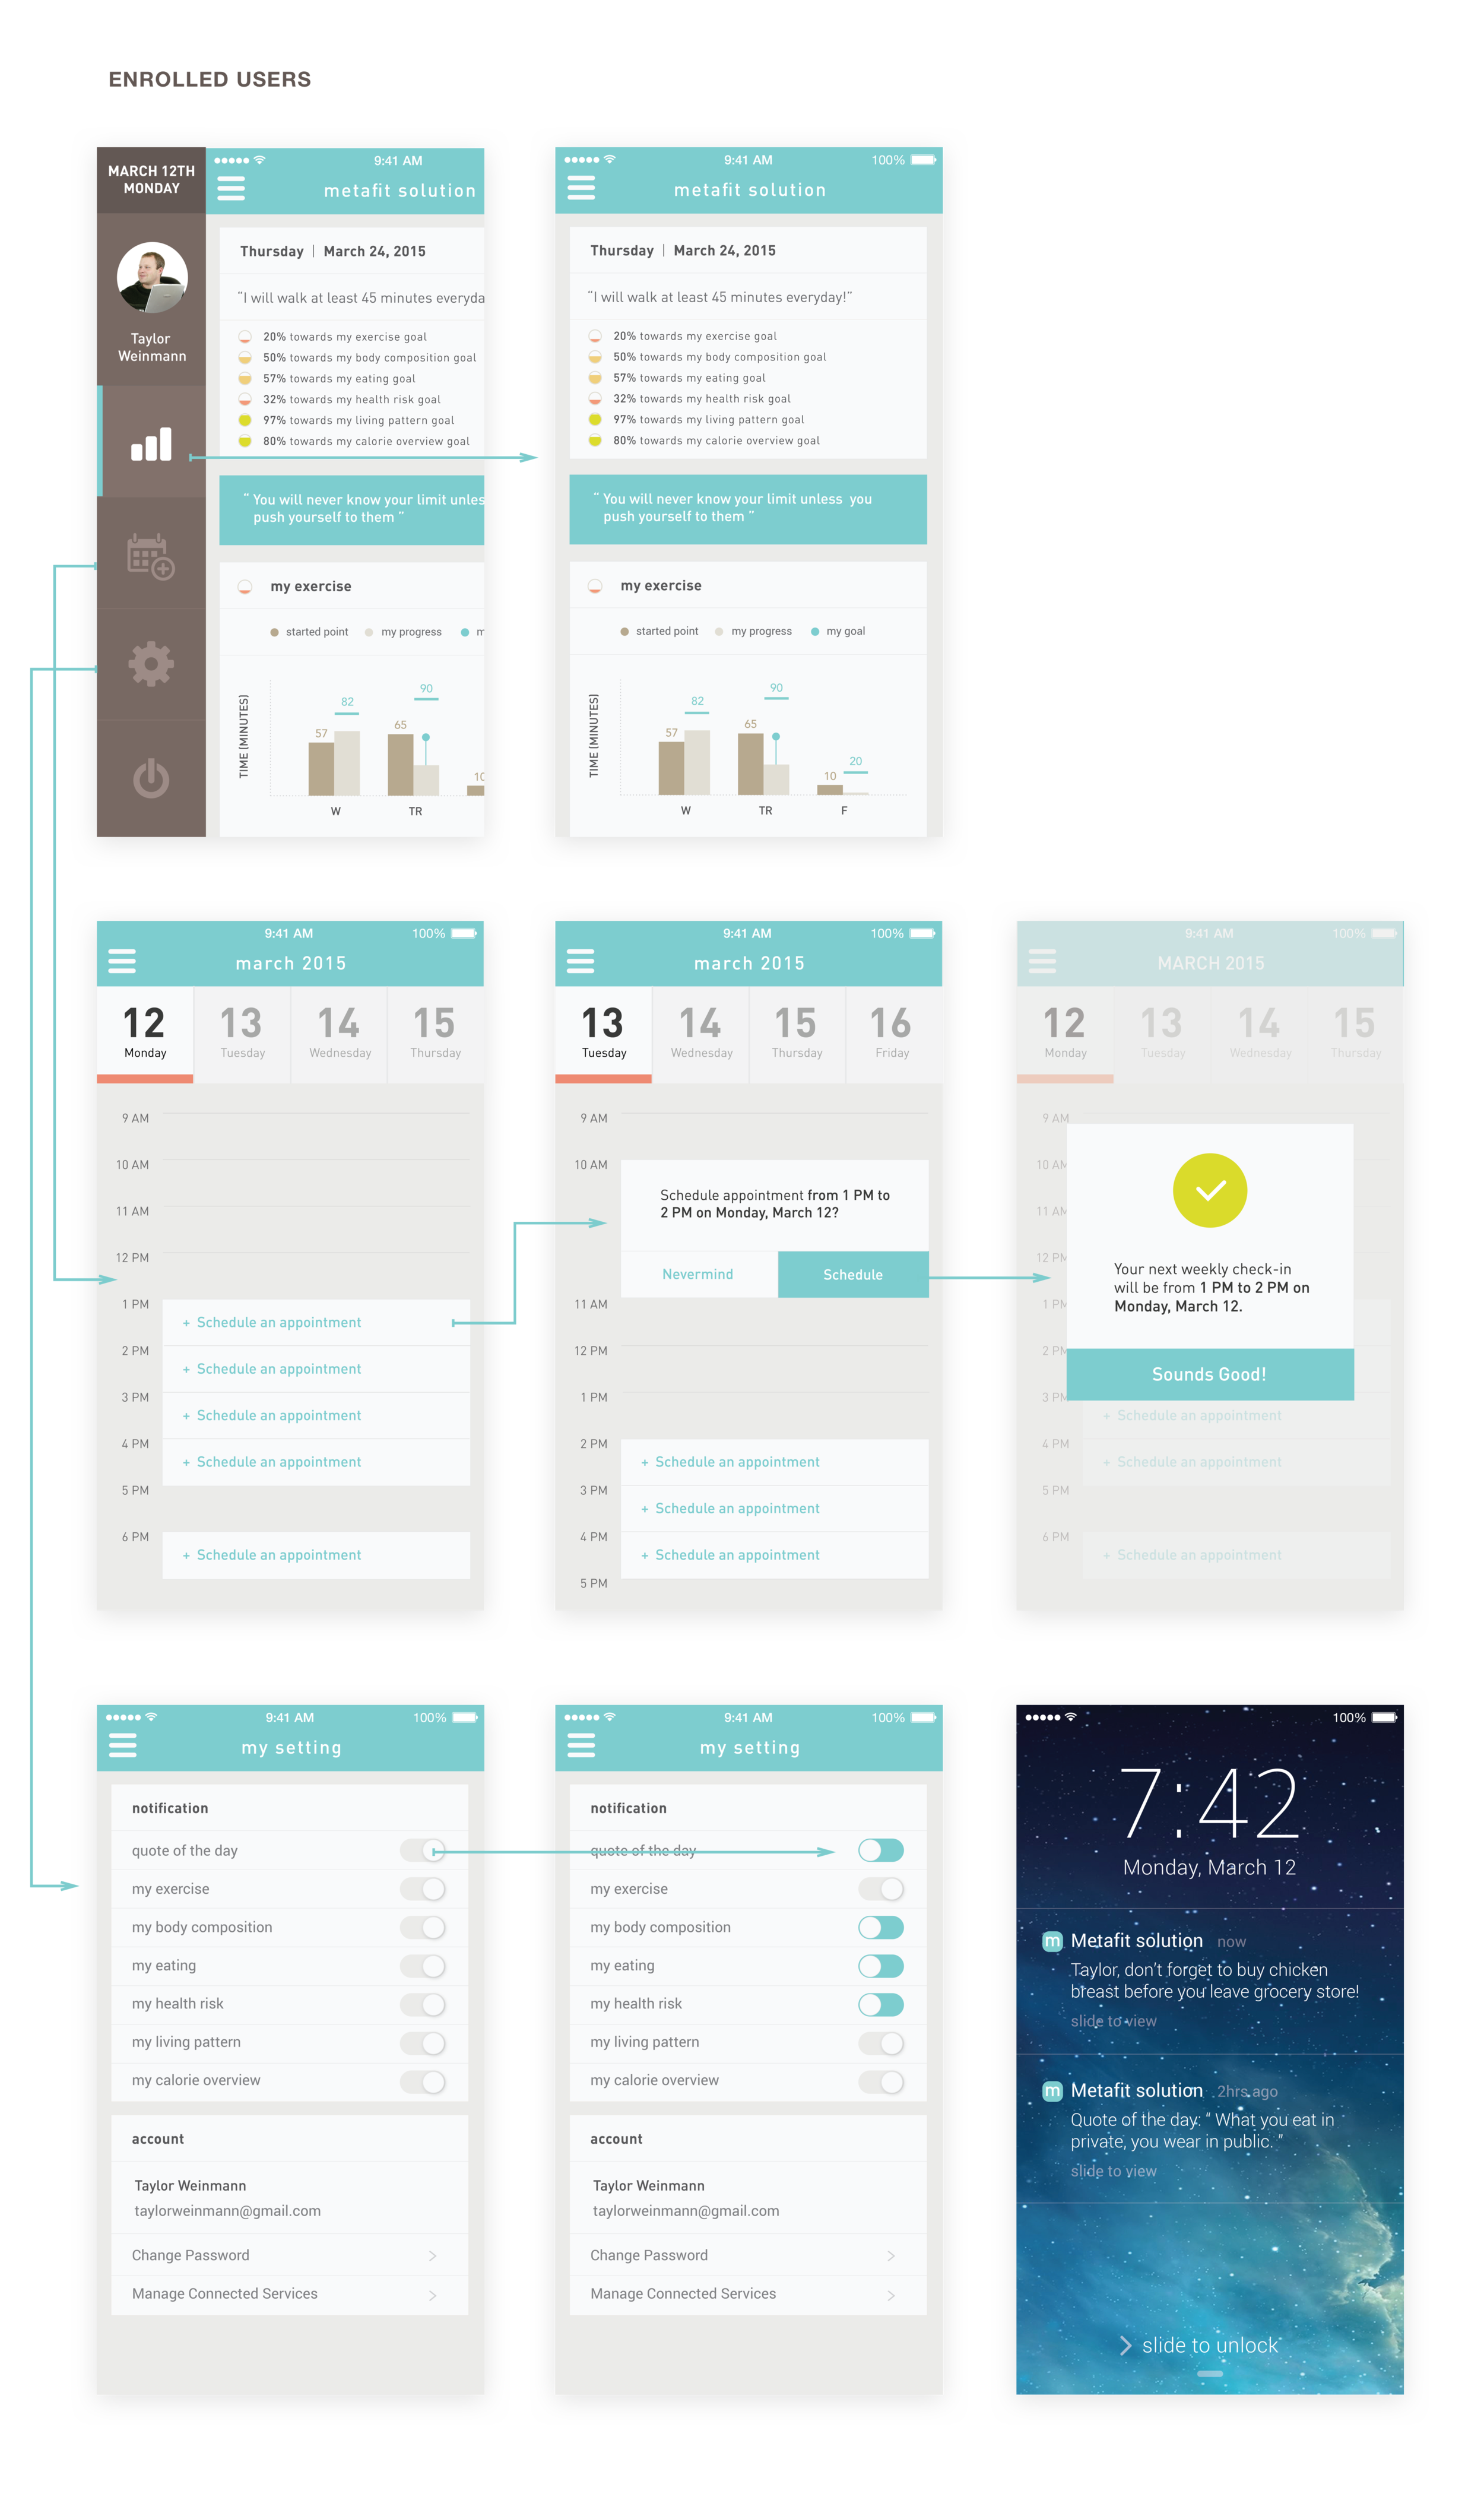 ENROLLED USERS
MARCH 12TH
MONDAY
Taylor
Weinmann
9:41 AM
metafit solution
Thursday | March 24, 2015
"I will walk at least 45 minutes everyda
20% towards my exercise goal
50% towards my body composition goal
57% towards my eating goal
32% towards my health risk goal
97% towards my living pattern goal
80% towards my calorie overview goal
" You will never know your limit unles
push yourself to them "
my exercise
started point my progress m
TIME (MINUTES)
57 82 65 90 10
W TR
9:41 AM 100%
metafit solution
Thursday | March 24, 2015
"I will walk at least 45 minutes everyday!"
20% towards my exercise goal
50% towards my body composition goal
57% towards my eating goal
32% towards my health risk goal
97% towards my living pattern goal
80% towards my calorie overview goal
" You will never know your limit unless you
push yourself to them "
my exercise
started point my progress my goal
TIME (MINUTES)
57 82 65 90 10 20
W TR F
9:41 AM 100%
march 2015
12 13 14 15
Monday Tuesday Wednesday Thursday
9 AM
10 AM
11 AM
12 PM
1 PM
+ Schedule an appointment
2 PM
+ Schedule an appointment
3 PM
+ Schedule an appointment
4 PM
+ Schedule an appointment
5 PM
6 PM
+ Schedule an appointment
9:41 AM 100%
march 2015
13 14 15 16
Tuesday Wednesday Thursday Friday
9 AM
10 AM
Schedule appointment from 1 PM to
2 PM on Monday, March 12?
Nevermind Schedule
11 AM
12 PM
1 PM
2 PM
+ Schedule an appointment
3 PM
+ Schedule an appointment
4 PM
+ Schedule an appointment
5 PM
9:41 AM 100%
MARCH 2015
12 13 14 15
Monday Tuesday Wednesday Thursday
9 AM
10 AM
11 AM
12 PM
Your next weekly check-in
will be from 1 PM to 2 PM on
Monday, March 12.
1 PM
2 PM
Sounds Good!
3 PM
+ Schedule an appointment
4 PM
+ Schedule an appointment
5 PM
6 PM
+ Schedule an appointment
9:41 AM 100%
my setting
notification
quote of the day
my exercise
my body composition
my eating
my health risk
my living pattern
my calorie overview
account
Taylor Weinmann
taylorweinmann@gmail.com
Change Password >
Manage Connected Services >
9:41 AM 100%
my setting
notification
quote of the day
my exercise
my body composition
my eating
my health risk
my living pattern
my calorie overview
account
Taylor Weinmann
taylorweinmann@gmail.com
Change Password >
Manage Connected Services >
100%
7:42
Monday, March 12
m Metafit solution now
Taylor, don't forget to buy chicken
breast before you leave grocery store!
slide to view
m Metafit solution 2hrs ago
Quote of the day: " What you eat in
private, you wear in public. "
slide to view
> slide to unlock